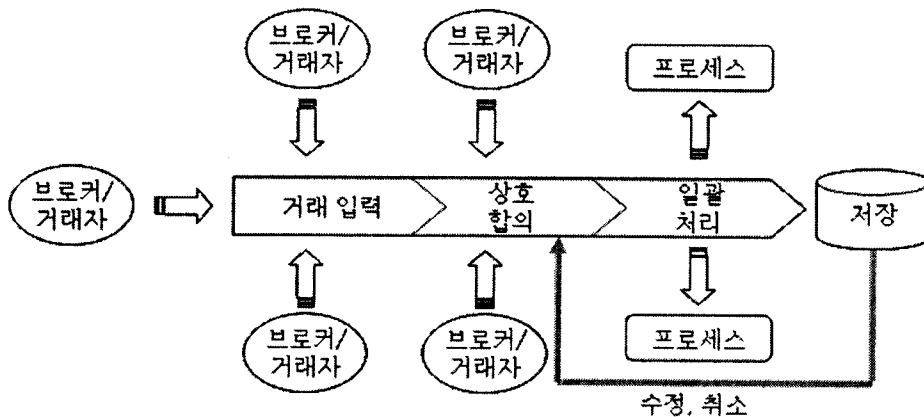 브로커/
거래자
브로커/
거래자
프로세스
브로커/
거래자
거래 입력
상호
합의
일괄
처리
저장
브로커/
거래자
브로커/
거래자
프로세스
수정, 취소